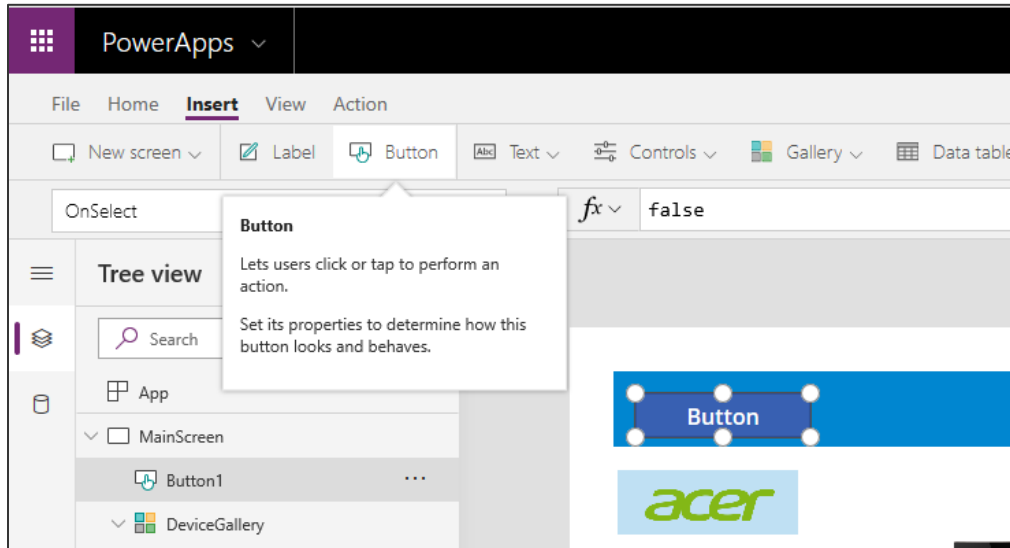 PowerApps
File Home Insert View Action
New screen Label Button Abc Text Controls Gallery Data table
OnSelect fx false
Button
Lets users click or tap to perform an
action.
Set its properties to determine how this
button looks and behaves.
Tree view
Search
App
MainScreen
Button1 ...
DeviceGallery
Button
acer